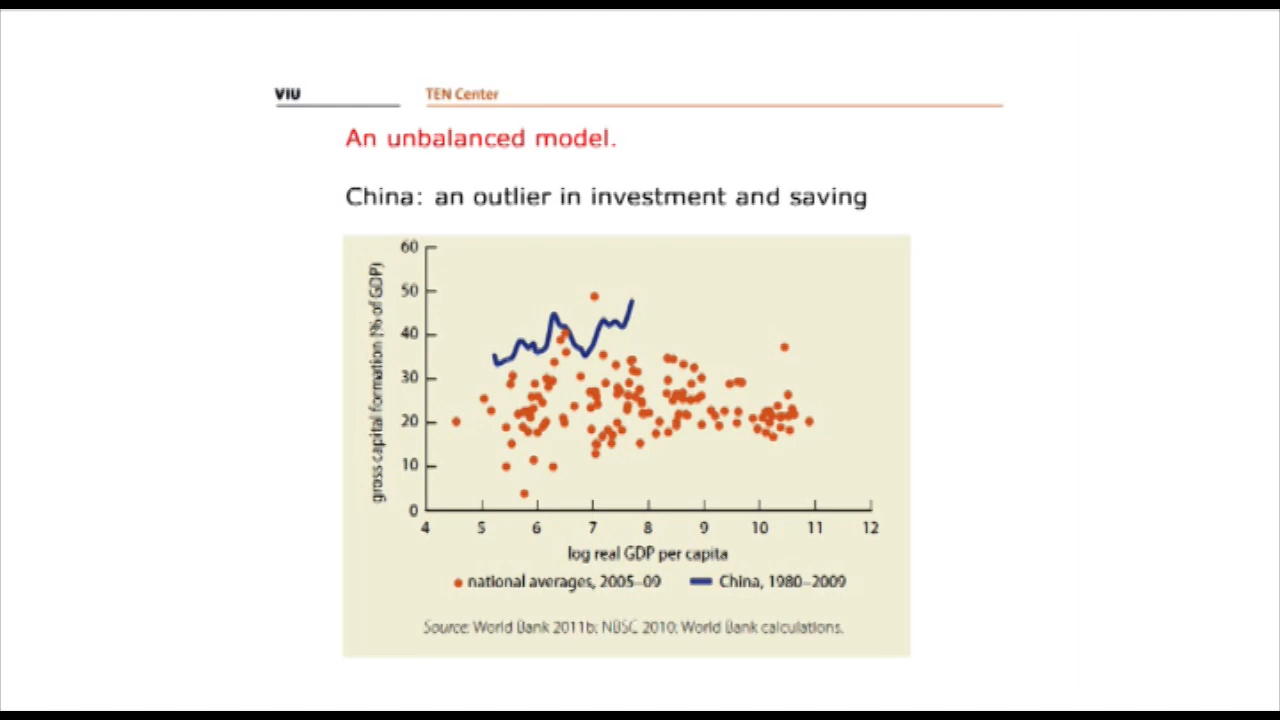 VIU
TEN Center
An unbalanced model.
China: an outlier in investment and saving
gross capital formation (% of GDP)
60
50
40
30
20
10
0
4 5 6 7 8 9 10 11 12
log real GDP per capita
national averages, 2005–09 China, 1980–2009
Source: World Bank 2011b; NBSC 2010; World Bank calculations.